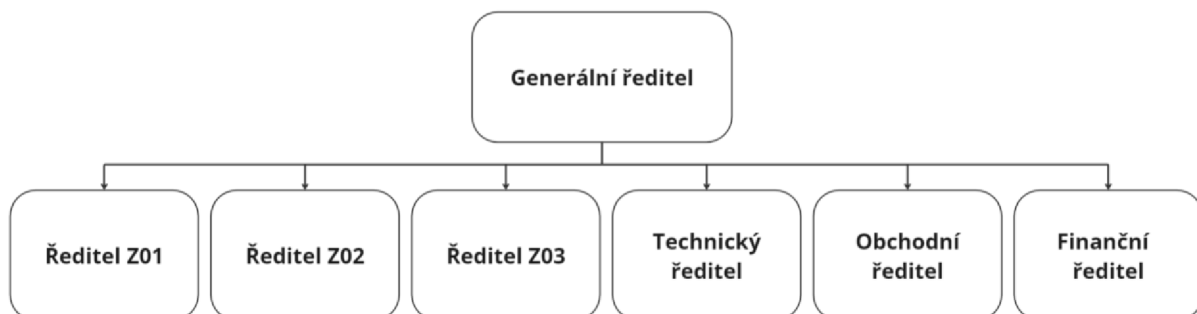 Generální ředitel
Ředitel Z01
Ředitel Z02
Ředitel Z03
Technický
ředitel
Obchodní
ředitel
Finanční
ředitel